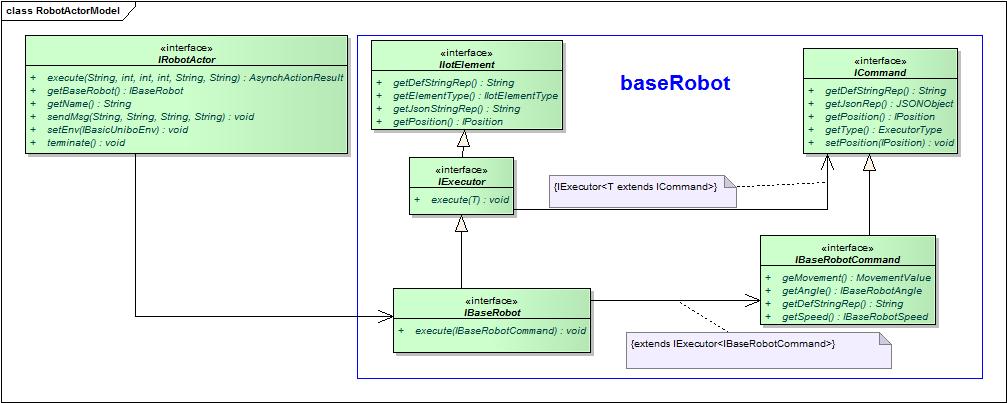 class RobotActorModel
«interface»
IRobotActor
+ execute(String, int, int, int, String, String) : AsynchActionResult
+ getBaseRobot() : IBaseRobot
+ getName() : String
+ sendMsg(String, String, String, String) : void
+ setEnv(IBasicUniboEnv) : void
+ terminate() : void
«interface»
IIotElement
+ getDefStringRep() : String
+ getElementType() : IIotElementType
+ getJsonStringRep() : String
+ getPosition() : IPosition
baseRobot
«interface»
ICommand
+ getDefStringRep() : String
+ getJsonRep() : JSONObject
+ getPosition() : IPosition
+ getType() : ExecutorType
+ setPosition(IPosition) : void
«interface»
IExecutor
+ execute(T) : void
{IExecutor<T extends ICommand>}
«interface»
IBaseRobotCommand
+ geMovement() : MovementValue
+ getAngle() : IBaseRobotAngle
+ getDefStringRep() : String
+ getSpeed() : IBaseRobotSpeed
«interface»
IBaseRobot
+ execute(IBaseRobotCommand) : void
{extends IExecutor<IBaseRobotCommand>}